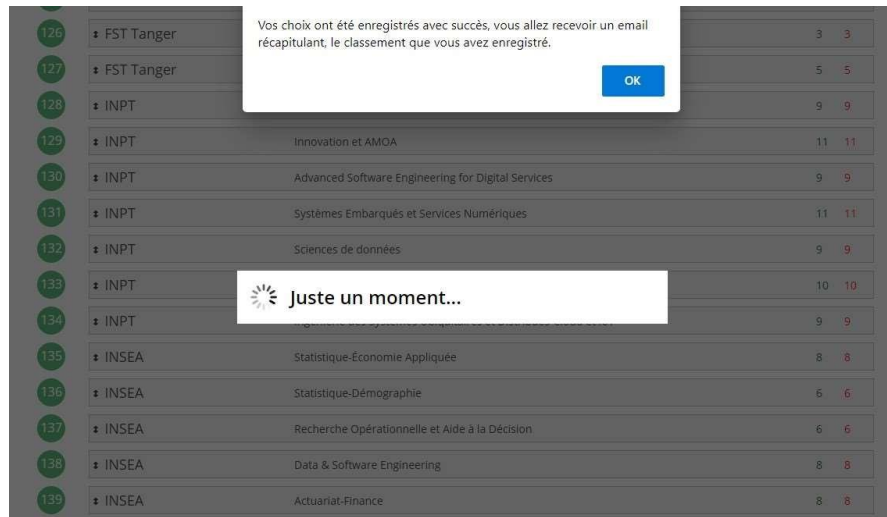 Vos choix ont été enregistrés avec succès, vous allez recevoir un email
récapitulant, le classement que vous avez enregistré.
OK
126 FST Tanger 3 3
127 FST Tanger 5 5
128 INPT 9 9
129 INPT Innovation et AMOA 11 11
130 INPT Advanced Software Engineering for Digital Services 9 9
131 INPT Systèmes Embarqués et Services Numériques 11 11
132 INPT Sciences de données 9 9
133 INPT 10 10
Juste un moment...
134 INPT 9 9
135 INSEA Statistique-Économie Appliquée 8 8
136 INSEA Statistique-Démographie 6 6
137 INSEA Recherche Opérationnelle et Aide à la Décision 6 6
138 INSEA Data & Software Engineering 8 8
139 INSEA Actuariat-Finance 8 8